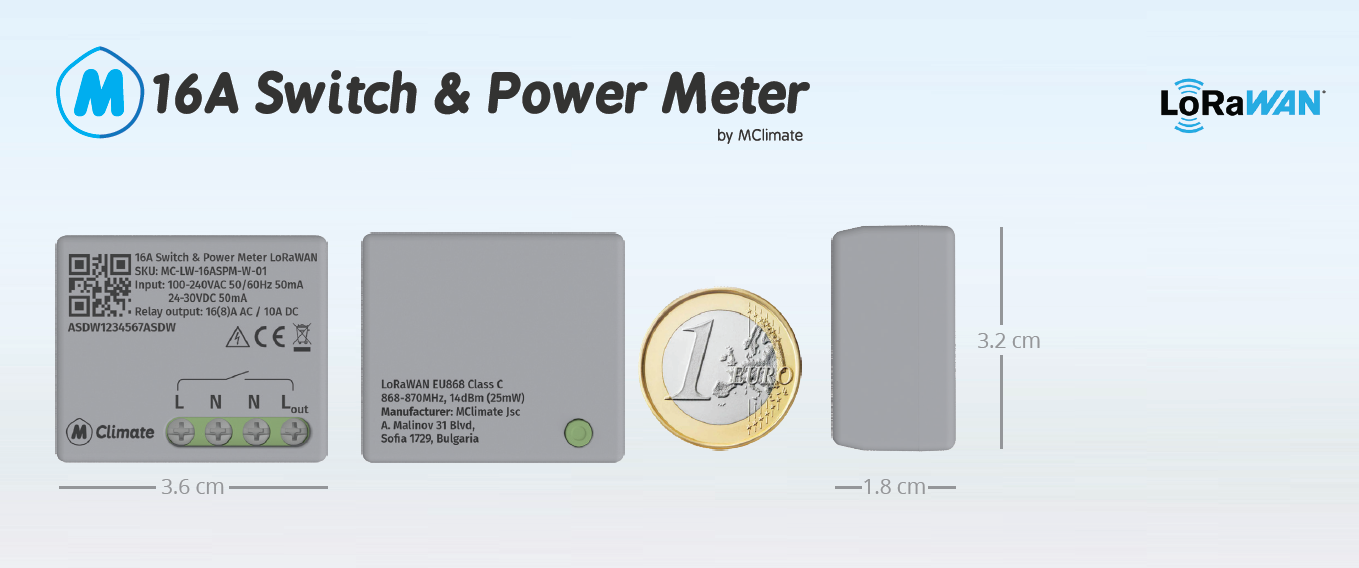 M 16A Switch & Power Meter
by MClimate
LoRaWAN
16A Switch & Power Meter LoRaWAN
SKU: MC-LW-16ASPM-W-01
Input: 100-240VAC 50/60Hz 50mA
24-30VDC 50mA
• Relay output: 16(8)A AC / 10A DC
ASDW1234567ASDW
CE
L N N Lout
M Climate
LoRaWAN EU868 Class C
868-870MHz, 14dBm (25mW)
Manufacturer: MClimate Jsc
A. Malinov 31 Blvd,
Sofia 1729, Bulgaria
1 EURO
3.2 cm
3.6 cm
1.8 cm